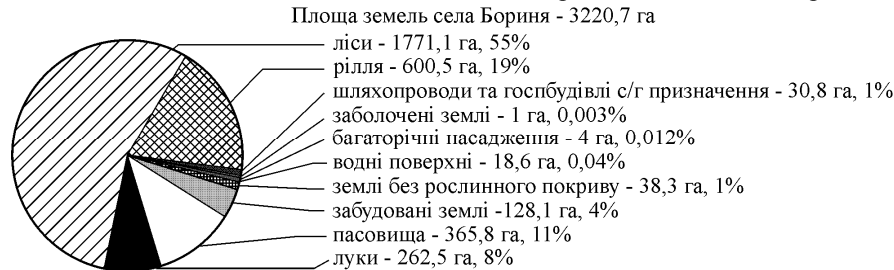 Площа земель села Бориня - 3220,7 га
ліси - 1771,1 га, 55%
рілля - 600,5 га, 19%
шляхопроводи та госпбудівлі с/г призначення - 30,8 га, 1%
заболочені землі - 1 га, 0,003%
багаторічні насадження - 4 га, 0,012%
водні поверхні - 18,6 га, 0,04%
землі без рослинного покриву - 38,3 га, 1%
забудовані землі -128,1 га, 4%
пасовища - 365,8 га, 11%
луки - 262,5 га, 8%